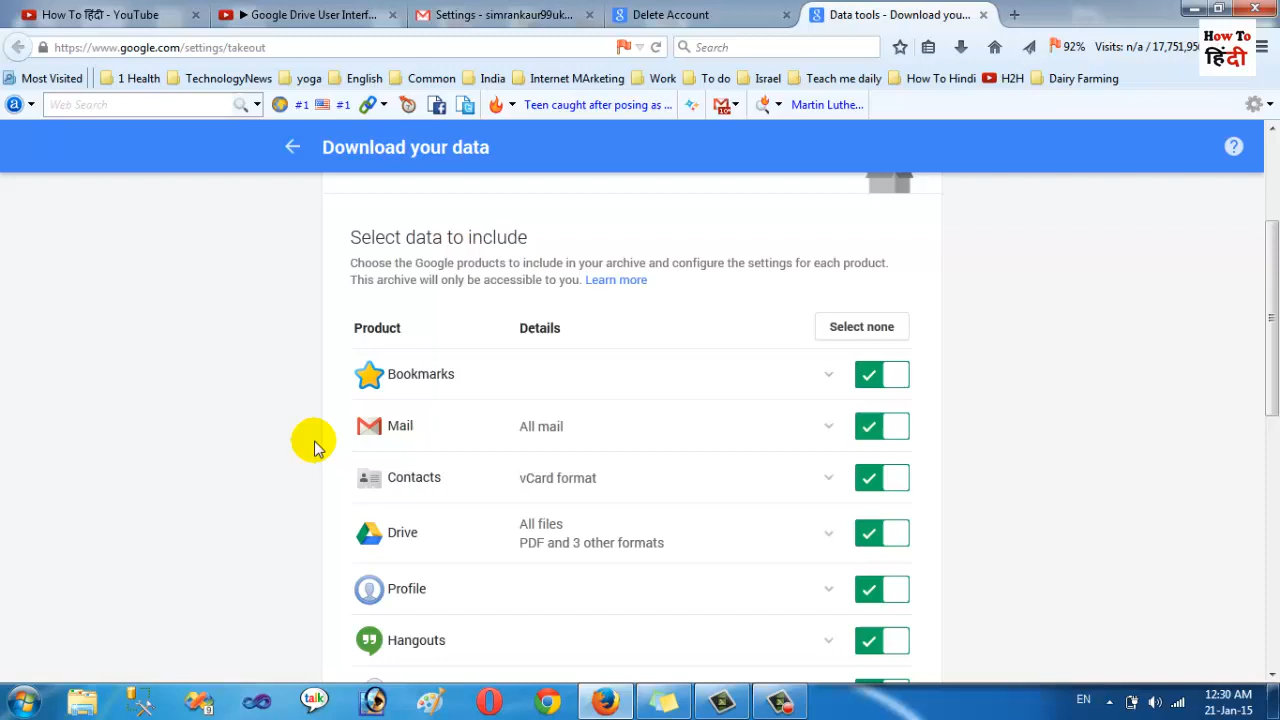 How To हिंदी - YouTube
▶ Google Drive User Interf...
Settings - simrankaur99uk...
Delete Account
Data tools - Download you...
https://www.google.com/settings/takeout
Search
92% Visits: n/a / 17,751,95
How To
हिंदी
Most Visited
1 Health
TechnologyNews
yoga
English
Common
India
Internet MArketing
Work
To do
Israel
Teach me daily
How To Hindi
H2H
Dairy Farming
Web Search
#1
#1
Teen caught after posing as ...
Martin Luthe...
Download your data
Select data to include
Choose the Google products to include in your archive and configure the settings for each product.
This archive will only be accessible to you. Learn more
Product Details Select none
Bookmarks
Mail All mail
Contacts vCard format
Drive All files
PDF and 3 other formats
Profile
Hangouts
talk
EN
12:30 AM
21-Jan-15